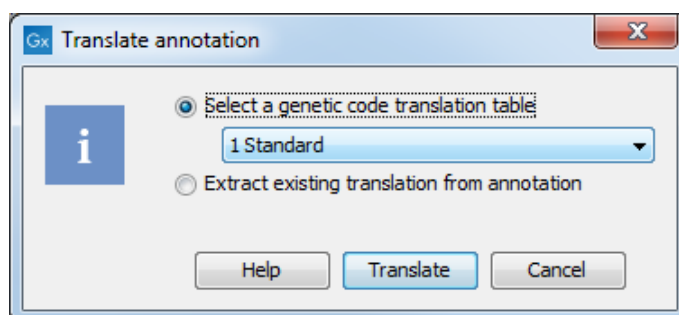 Gx Translate annotation
X
i
Select a genetic code translation table
1 Standard
Extract existing translation from annotation
Help Translate Cancel